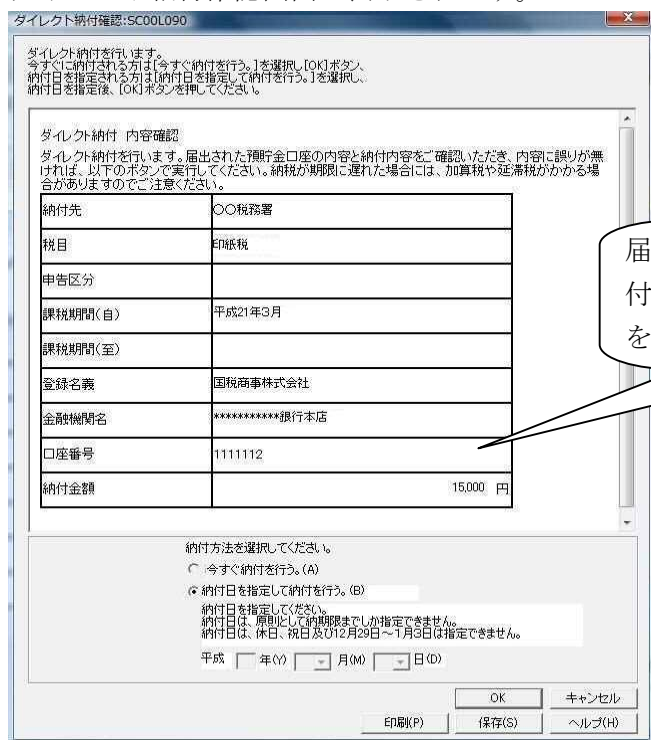 ダイレクト納付確認:SC00L090
ダイレクト納付を行います。
今すぐに納付される方は[今すぐ納付を行う。]を選択し[OK]ボタン、
納付日を指定される方は[納付日を指定して納付を行う。]を選択し、
納付日を指定後、[OK]ボタンを押してください。
ダイレクト納付 内容確認
ダイレクト納付を行います。届出された預貯金口座の内容と納付内容をご確認いただき、内容に誤りが無
ければ、以下のボタンで実行してください。納税が期限に遅れた場合には、加算税や延滞税がかかる場
合がありますのでご注意ください。
納付先 〇〇税務署
税目 印紙税
申告区分
課税期間(自) 平成21年3月
課税期間(至)
登録名義 国税商事株式会社
金融機関名 ***********銀行本店
口座番号 1111112
納付金額 15,000 円
届
付
を
納付方法を選択してください。
今すぐ納付を行う。(A)
納付日を指定して納付を行う。(B)
納付日を指定してください。
納付日は、原則として納期限までしか指定できません。
納付日は、休日、祝日及び12月29日～1月3日は指定できません。
平成 年(Y) 月(M) 日(D)
OK キャンセル
印刷(P) 保存(S) ヘルプ(H)